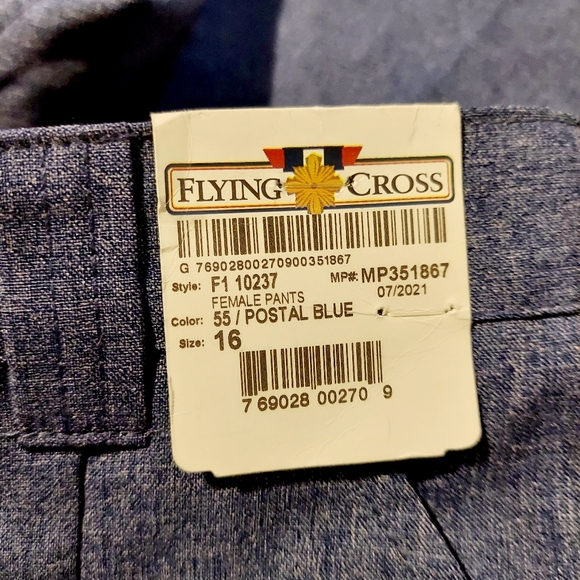 FLYING CROSS
G 76902800270900351867
Style: F1 10237 MP#: MP351867
FEMALE PANTS 07/2021
Color: 55 / POSTAL BLUE
Size: 16
7 69028 00270 9